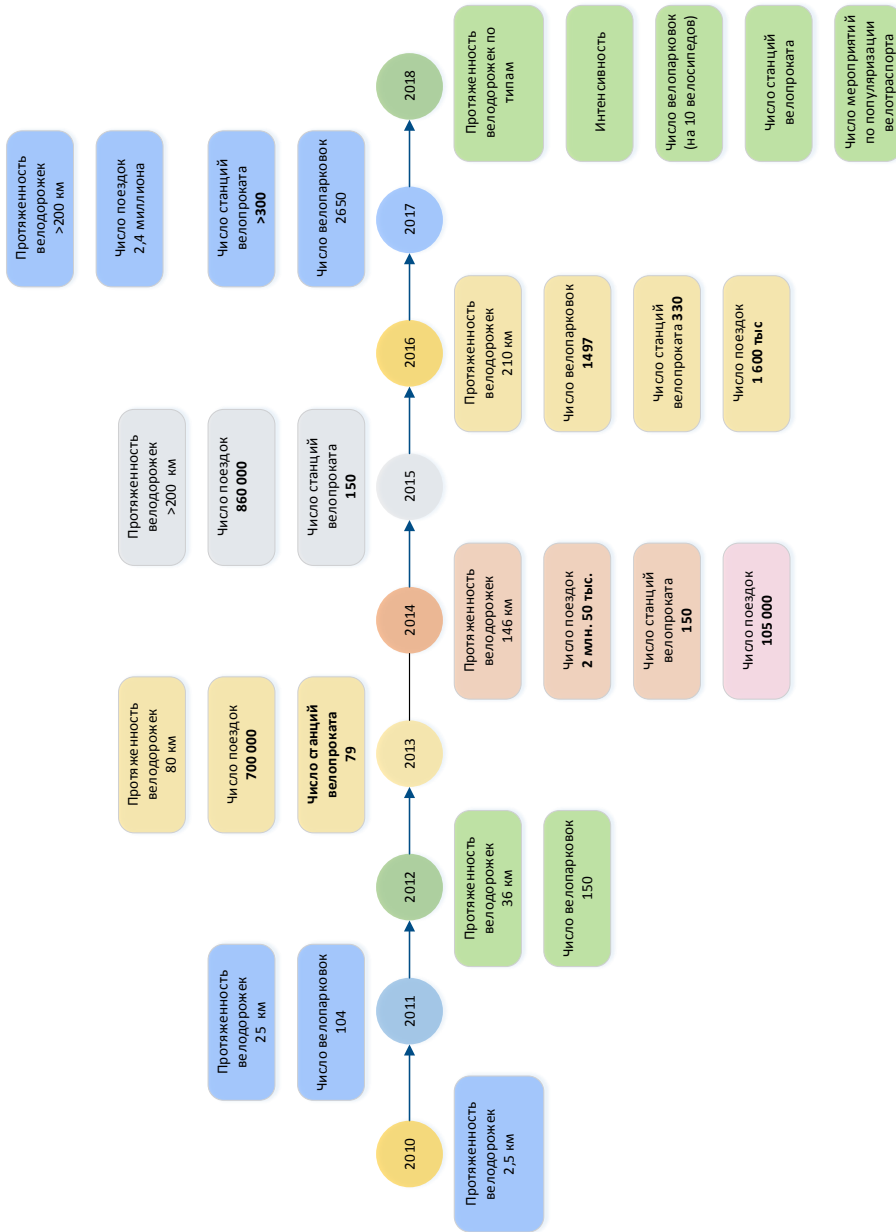 2010
Протяженность
велодорожек
2,5 км
2011
Протяженность
велодорожек
25 км
Число велопарковок
104
2012
Протяженность
велодорожек
36 км
Число велопарковок
150
2013
Протяженность
велодорожек
80 км
Число поездок
700 000
Число станций
велопроката
79
2014
Протяженность
велодорожек
146 км
Число поездок
2 млн. 50 тыс.
Число станций
велопроката
150
Число поездок
105 000
2015
Протяженность
велодорожек
>200 км
Число поездок
860 000
Число станций
велопроката
150
2016
Протяженность
велодорожек
210 км
Число велопарковок
1497
Число станций
велопроката 330
Число поездок
1 600 тыс
2017
Протяженность
велодорожек
>200 км
Число поездок
2,4 миллиона
Число станций
велопроката
>300
Число велопарковок
2650
2018
Протяженность
велодорожек по
типам
Интенсивность
Число велопарковок
(на 10 велосипедов)
Число станций
велопроката
Число мероприятий
по популяризации
велотраспорта